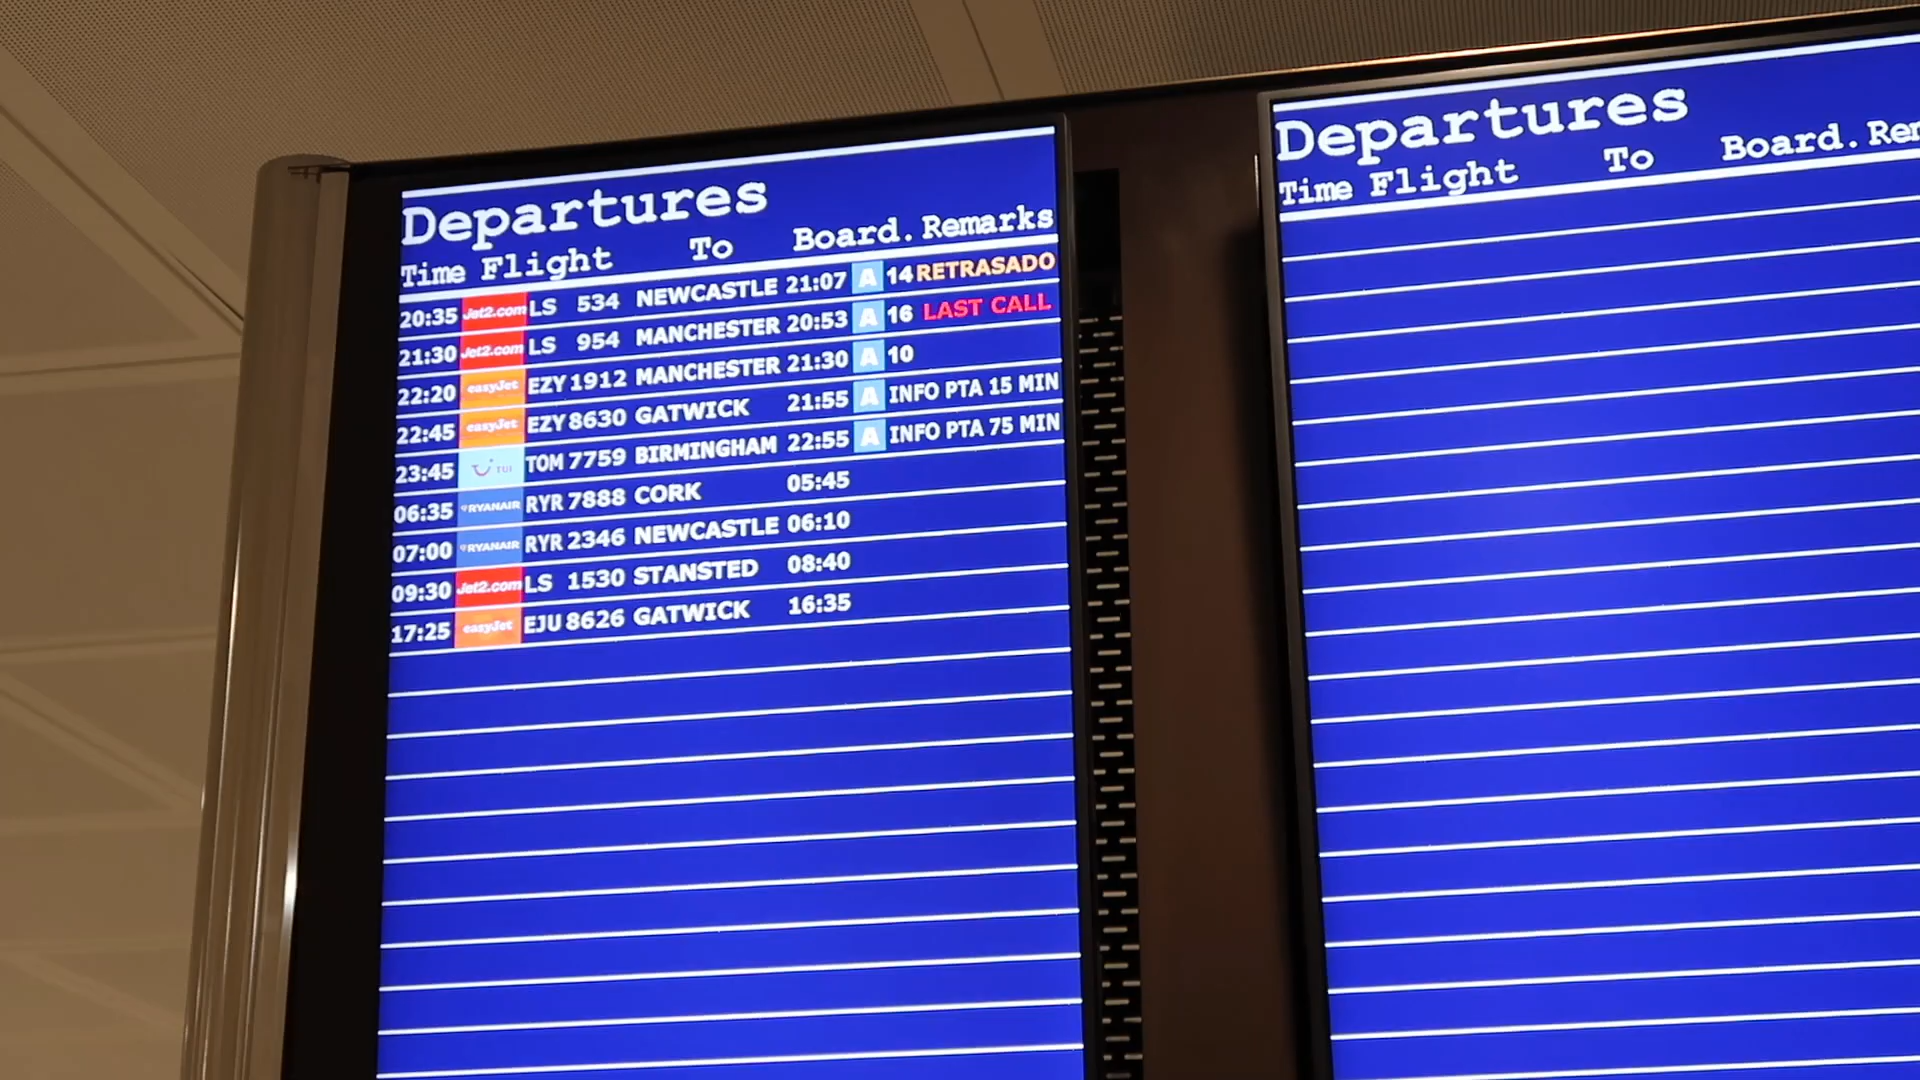 Departures
Time Flight To Board. Remarks
20:35 Jet2.com LS 534 NEWCASTLE 21:07 A 14 RETRASADO
21:30 Jet2.com LS 954 MANCHESTER 20:53 A 16 LAST CALL
22:20 easyJet EZY 1912 MANCHESTER 21:30 A 10
22:45 easyJet EZY 8630 GATWICK 21:55 A INFO PTA 15 MIN
23:45 TUI TOM 7759 BIRMINGHAM 22:55 A INFO PTA 75 MIN
06:35 RYANAIR RYR 7888 CORK 05:45
07:00 RYANAIR RYR 2346 NEWCASTLE 06:10
09:30 Jet2.com LS 1530 STANSTED 08:40
17:25 easyJet EJU 8626 GATWICK 16:35
Departures
Time Flight To Board. Rem